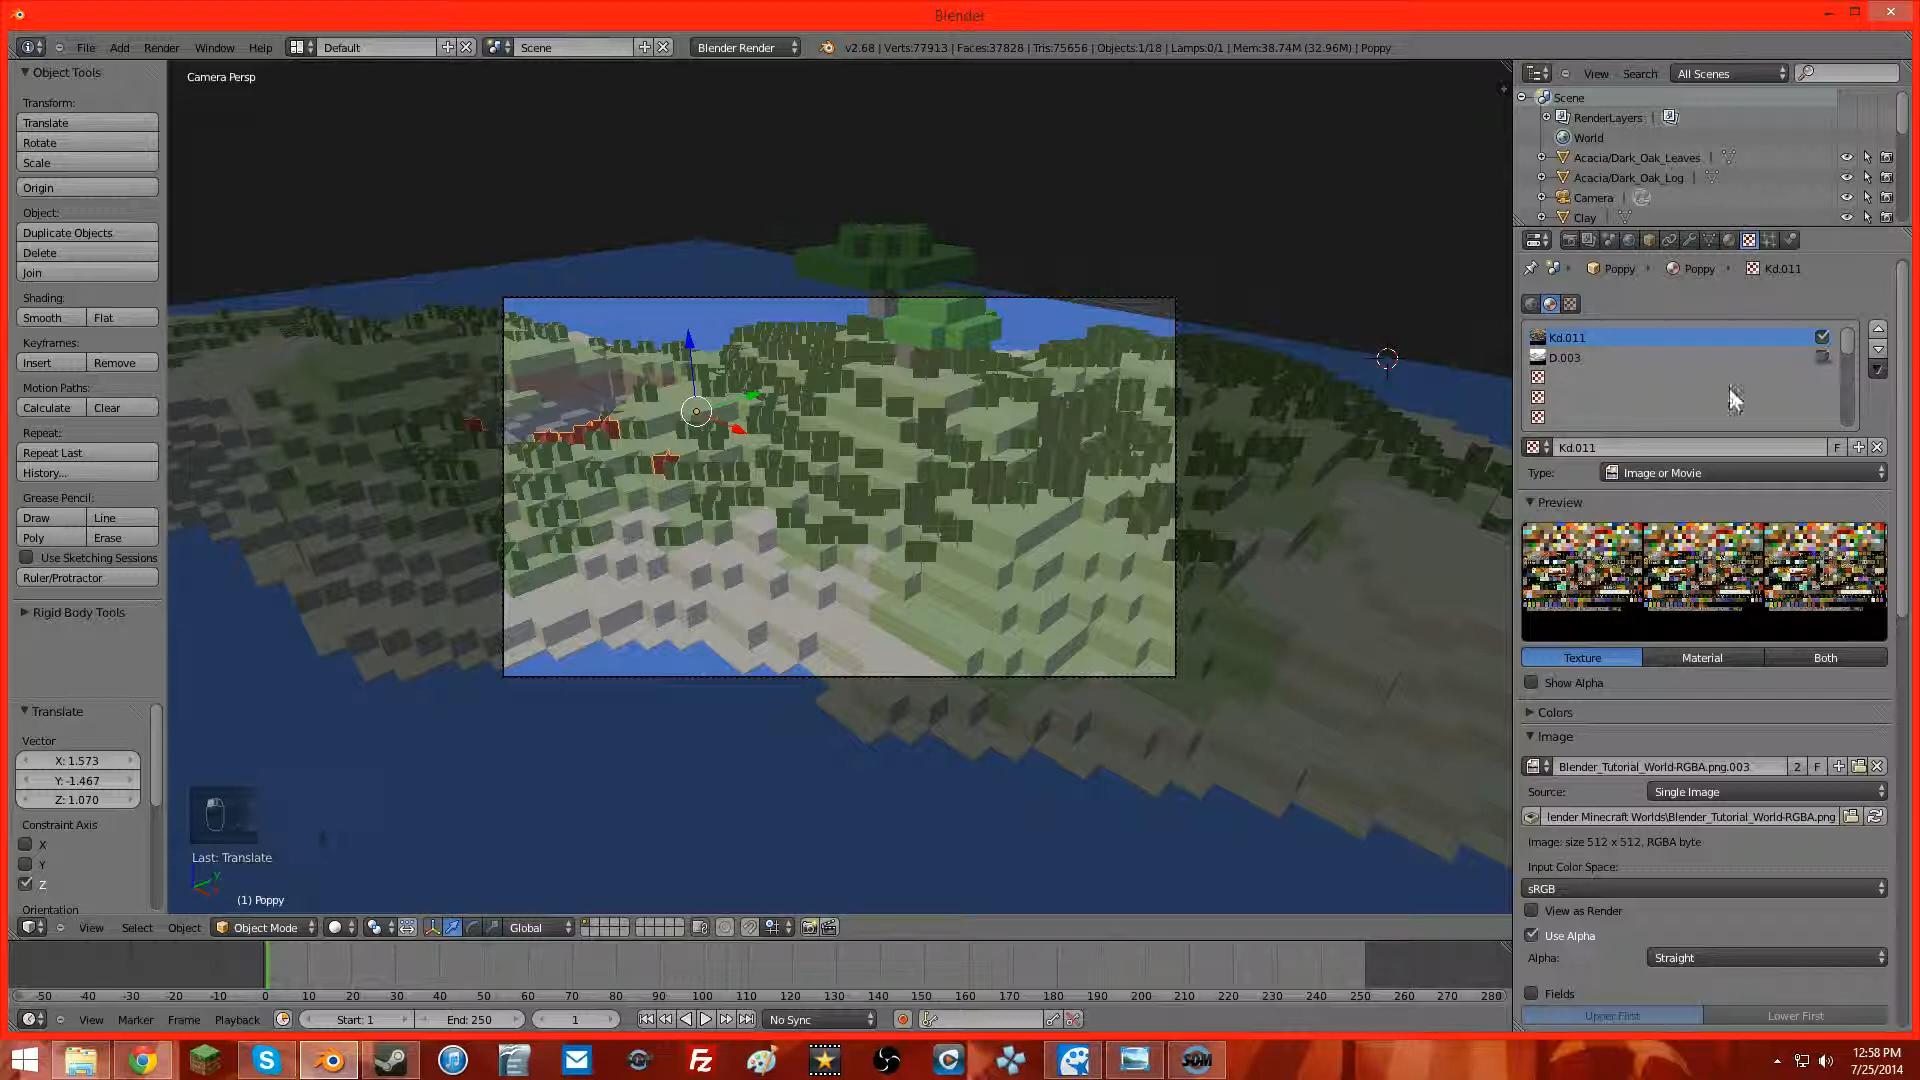 Blender
File Add Render Window Help Default Scene Blender Render v2.68 | Verts:77913 | Faces:37828 | Tris:75656 | Objects:1/18 | Lamps:0/1 | Mem:38.74M (32.96M) | Poppy
Object Tools
Transform:
Translate
Rotate
Scale
Origin
Object:
Duplicate Objects
Delete
Join
Shading:
Smooth Flat
Keyframes:
Insert Remove
Motion Paths:
Calculate Clear
Repeat:
Repeat Last
History...
Grease Pencil:
Draw Line
Poly Erase
Use Sketching Sessions
Ruler/Protractor
Rigid Body Tools
Translate
Vector
X: 1.573
Y: -1.467
Z: 1.070
Constraint Axis
X
Y
Z
Orientation
Camera Persp
Last: Translate
(1) Poppy
View Select Object Object Mode Global
View Search All Scenes
Scene
RenderLayers |
World
Acacia/Dark_Oak_Leaves |
Acacia/Dark_Oak_Log |
Camera |
Clay |
Poppy Poppy Kd.011
Kd.011
D.003
Kd.011 F
Type: Image or Movie
Preview
Texture Material Both
Show Alpha
Colors
Image
Blender_Tutorial_World-RGBA.png.003 2 F
Source: Single Image
lender Minecraft Worlds\Blender_Tutorial_World-RGBA.png
Image: size 512 x 512, RGBA byte
Input Color Space:
sRGB
View as Render
Use Alpha
Alpha: Straight
Fields
Upper First Lower First
-50 -40 -30 -20 -10 0 10 20 30 40 50 60 70 80 90 100 110 120 130 140 150 160 170 180 190 200 210 220 230 240 250 260 270 280
View Marker Frame Playback Start: 1 End: 250 1 No Sync
12:58 PM
7/25/2014